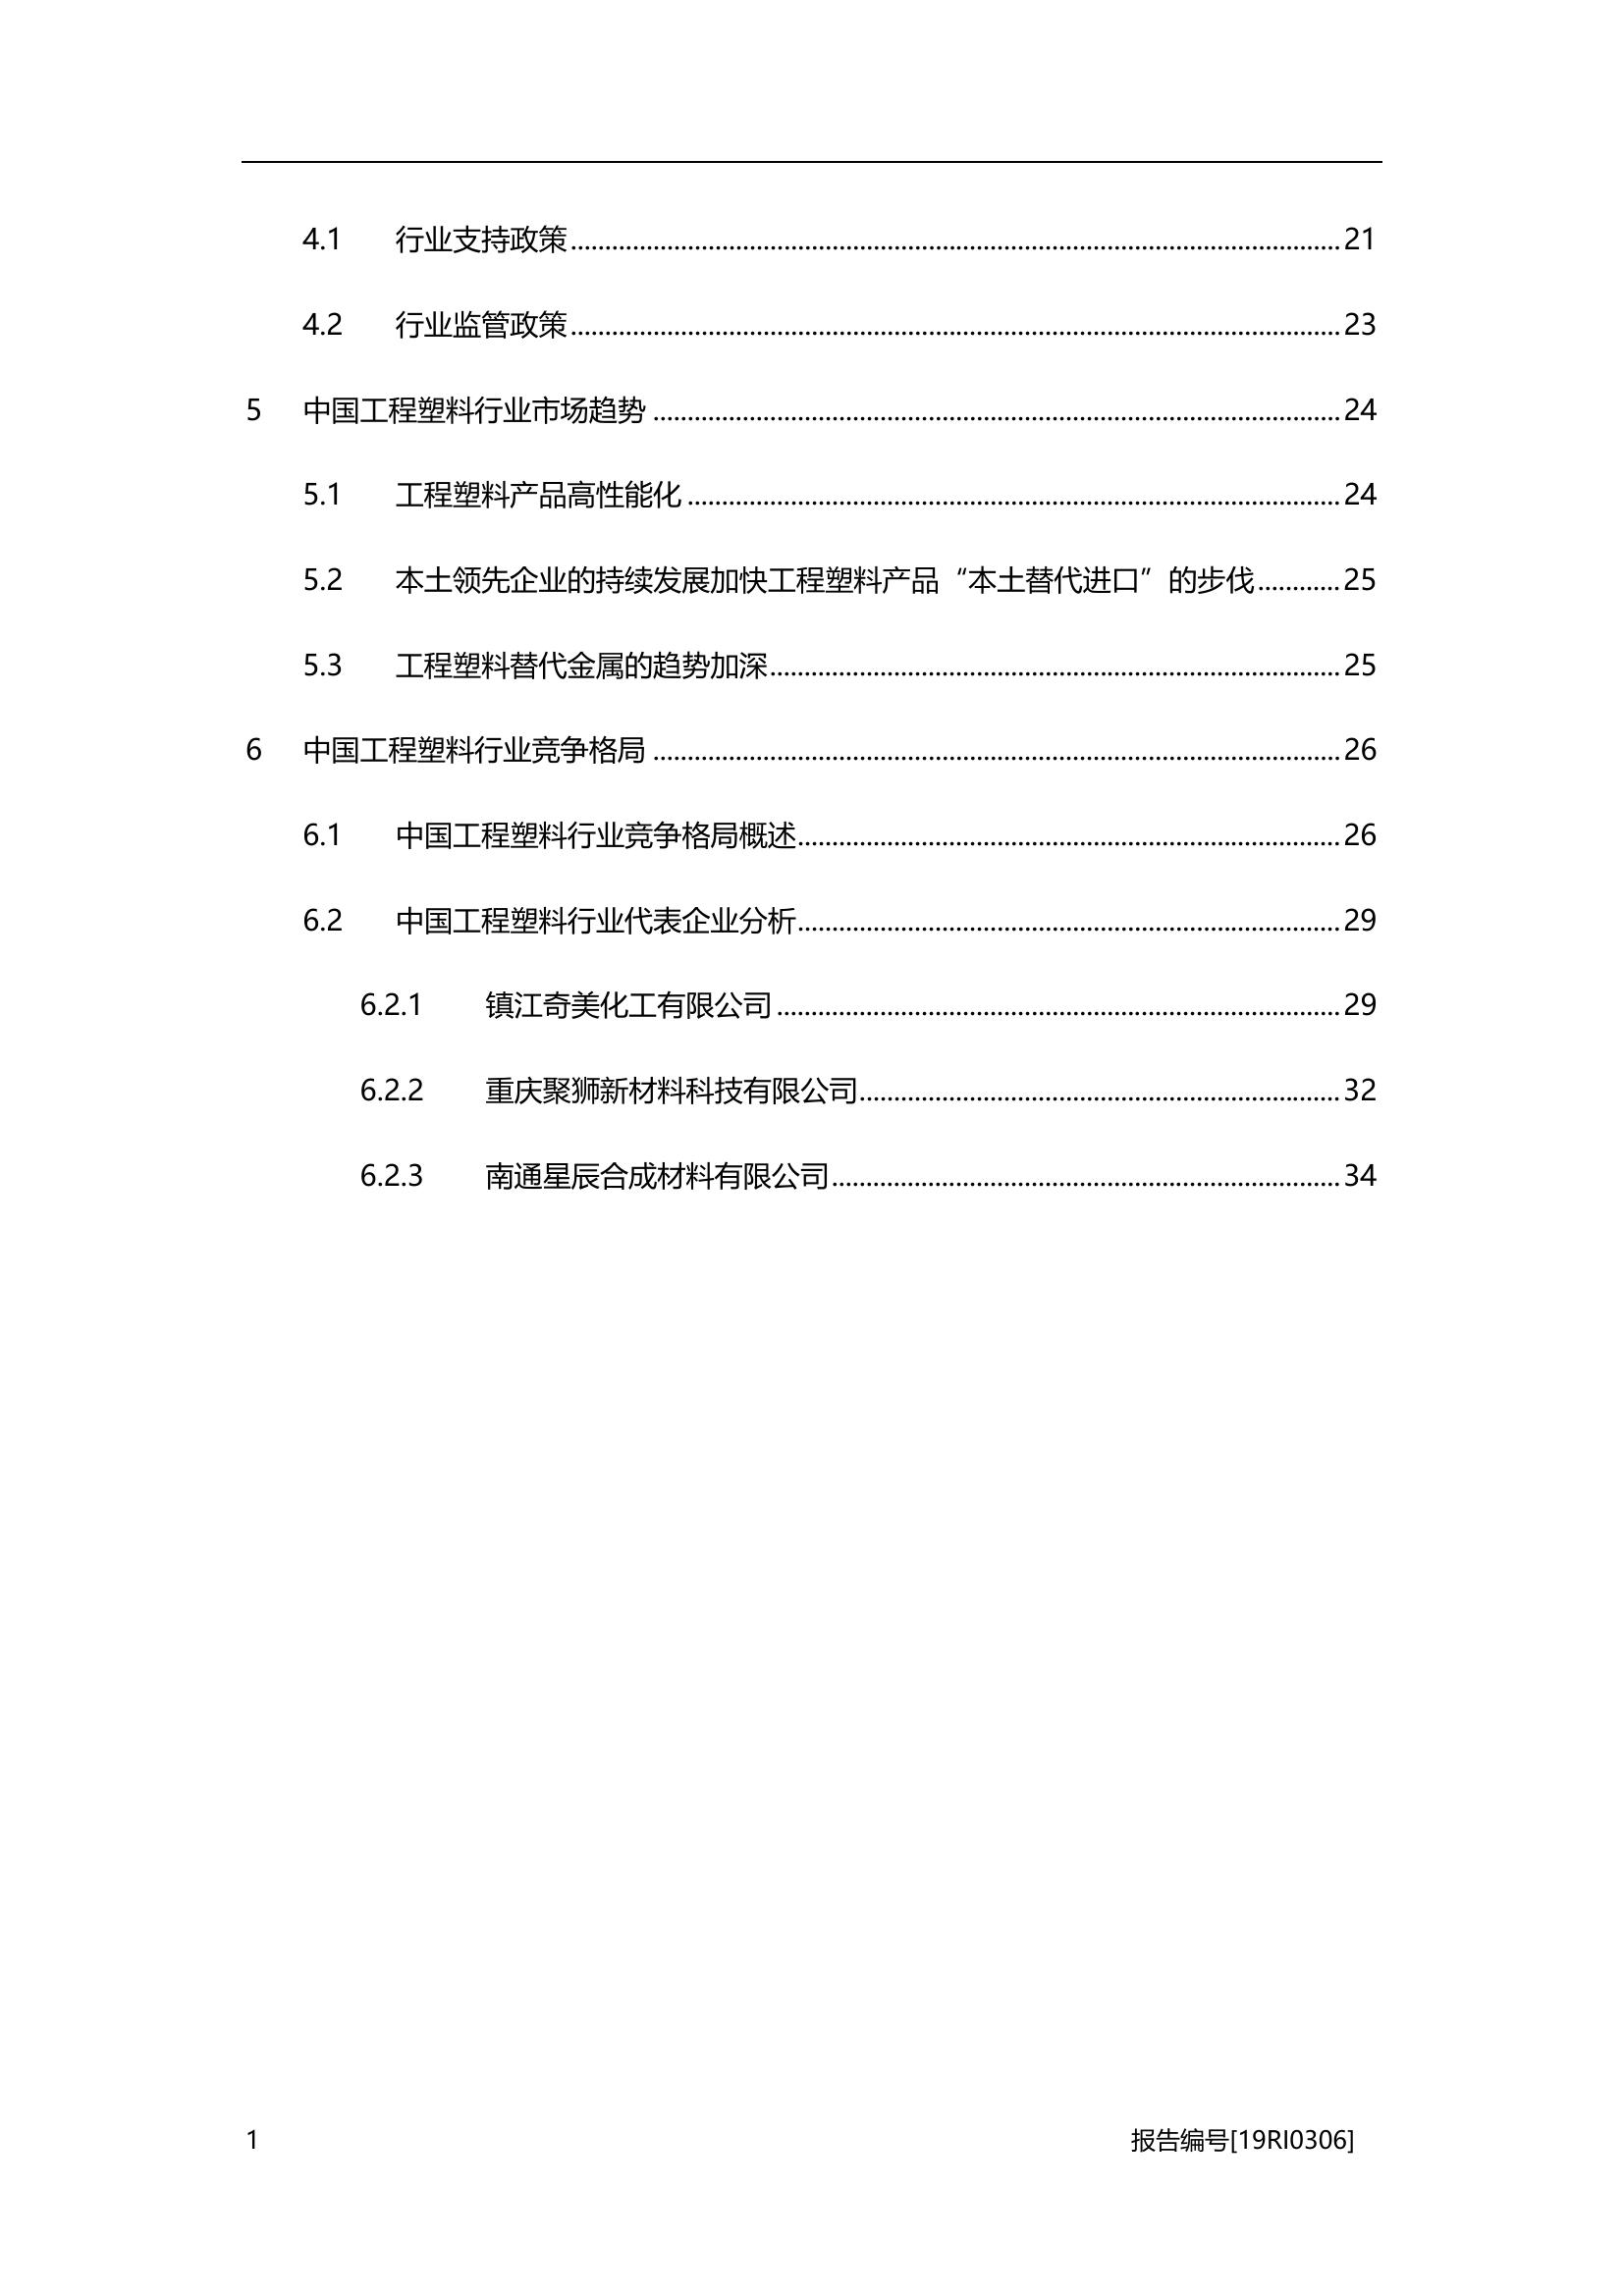 4.1 行业支持政策........................................................................................21
4.2 行业监管政策........................................................................................23
5 中国工程塑料行业市场趋势........................................................................................24
5.1 工程塑料产品高性能化........................................................................................24
5.2 本土领先企业的持续发展加快工程塑料产品“本土替代进口”的步伐............25
5.3 工程塑料替代金属的趋势加深........................................................................25
6 中国工程塑料行业竞争格局........................................................................................26
6.1 中国工程塑料行业竞争格局概述........................................................................26
6.2 中国工程塑料行业代表企业分析........................................................................29
6.2.1 镇江奇美化工有限公司........................................................................29
6.2.2 重庆聚狮新材料科技有限公司................................................................32
6.2.3 南通星辰合成材料有限公司................................................................34
1 报告编号[19RI0306]